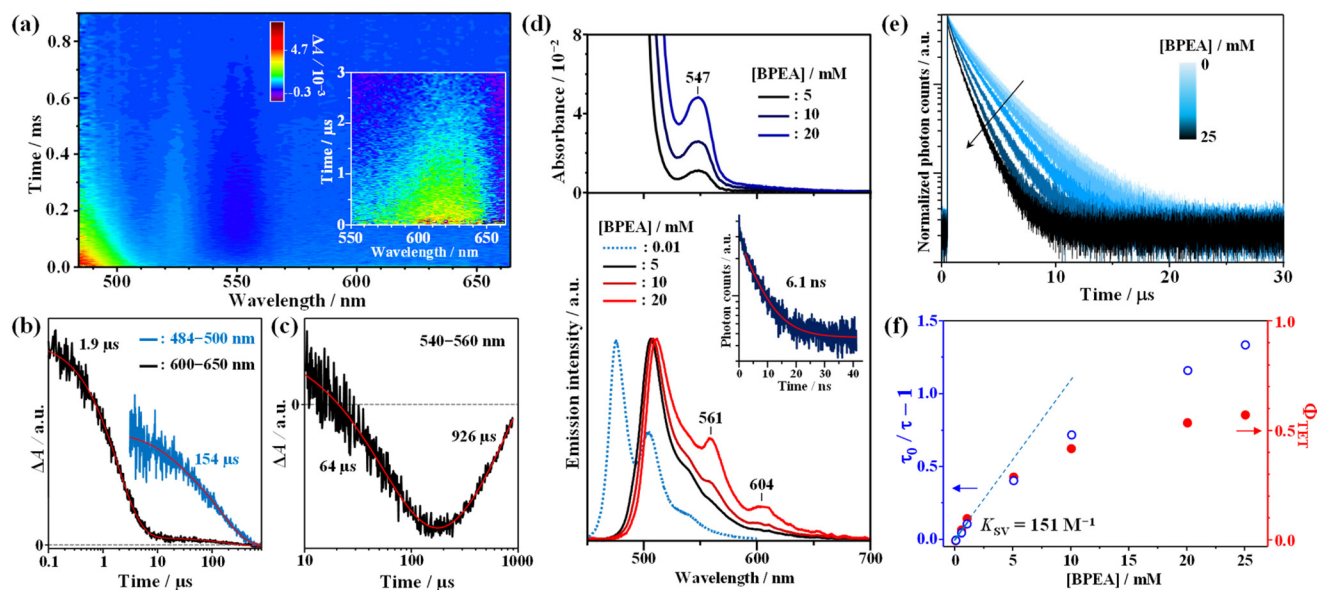 (a)
Time / ms
0.8
0.6
0.4
0.2
0.0
500
550
600
650
Wavelength / nm
4.7
−0.3
ΔA / 10⁻³
Time / μs
3
2
1
0
550
600
650
Wavelength / nm
(b)
ΔA / a.u.
1.9 μs
: 484−500 nm
: 600−650 nm
154 μs
0
0.1
1
10
100
Time / μs
(c)
540−560 nm
ΔA / a.u.
0
64 μs
926 μs
10
100
1000
Time / μs
(d)
Absorbance / 10⁻²
8
4
0
547
[BPEA] / mM
: 5
: 10
: 20
Emission intensity / a.u.
[BPEA] / mM
: 0.01
: 5
: 10
: 20
561
604
Photon counts / a.u.
6.1 ns
0
10
20
30
40
Time / ns
500
600
700
Wavelength / nm
(e)
Normalized photon counts / a.u.
[BPEA] / mM
0
25
0
10
20
30
Time / μs
(f)
τ₀ / τ − 1
1.5
1.0
0.5
0.0
K_SV = 151 M⁻¹
1.0
0.5
0.0
Φ_TET
0
5
10
15
20
25
[BPEA] / mM